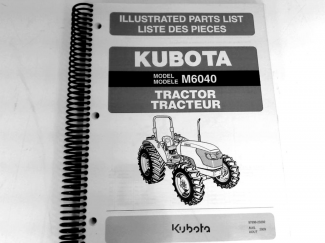 ILLUSTRATED PARTS LIST
LISTE DES PIECES
KUBOTA
MODEL
MODELE M6040
TRACTOR
TRACTEUR
Kubota